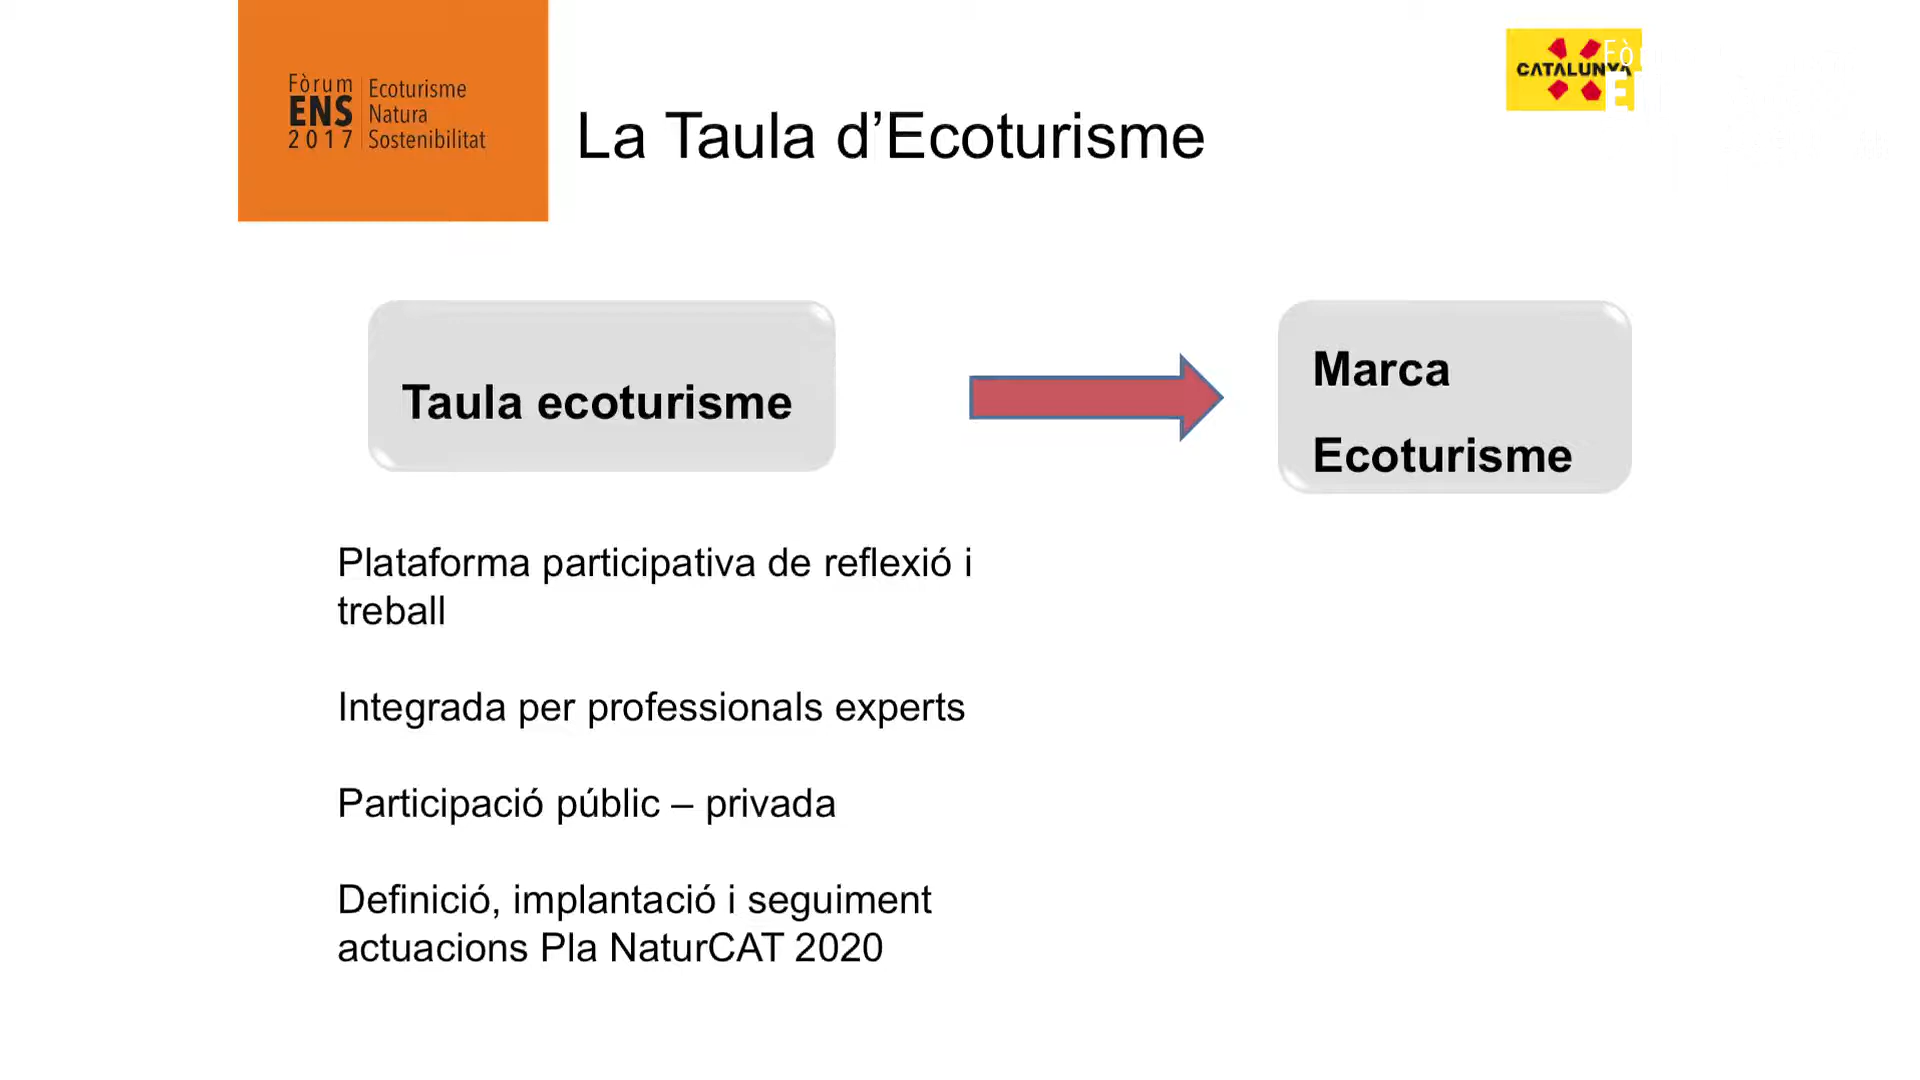 Fòrum
ENS
2017
Ecoturisme
Natura
Sostenibilitat
La Taula d’Ecoturisme
CATALUNYA
Taula ecoturisme
Marca
Ecoturisme
Plataforma participativa de reflexió i
treball
Integrada per professionals experts
Participació públic – privada
Definició, implantació i seguiment
actuacions Pla NaturCAT 2020